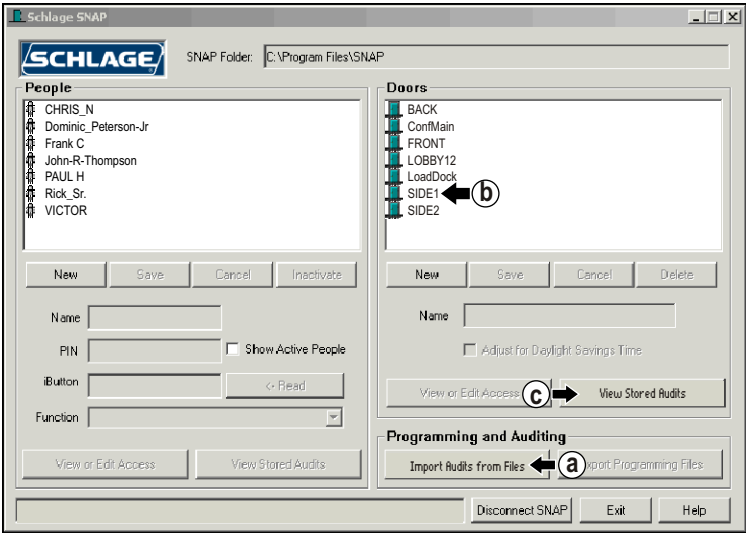 Schlage SNAP
SCHLAGE
SNAP Folder: C:\Program Files\SNAP
People
CHRIS_N
Dominic_Peterson-Jr
Frank C
John-R-Thompson
PAUL H
Rick_Sr.
VICTOR
New Save Cancel Inactivate
Name
PIN
Show Active People
iButton
<- Read
Function
View or Edit Access View Stored Audits
Doors
BACK
ConfMain
FRONT
LOBBY12
LoadDock
SIDE1 b
SIDE2
New Save Cancel Delete
Name
Adjust for Daylight Savings Time
View or Edit Access c View Stored Audits
Programming and Auditing
Import Audits from Files a xport Programming Files
Disconnect SNAP Exit Help